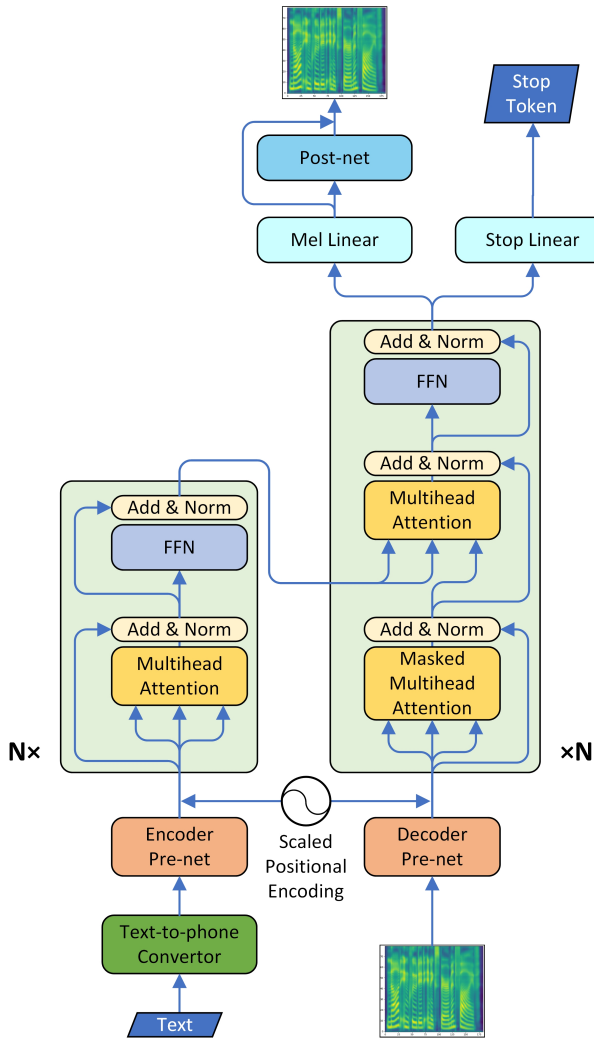 Stop
Token
Post-net
Mel Linear
Stop Linear
Add & Norm
FFN
Add & Norm
Multihead
Attention
Add & Norm
Masked
Multihead
Attention
×N
Add & Norm
FFN
Add & Norm
Multihead
Attention
N×
Scaled
Positional
Encoding
Encoder
Pre-net
Decoder
Pre-net
Text-to-phone
Convertor
Text